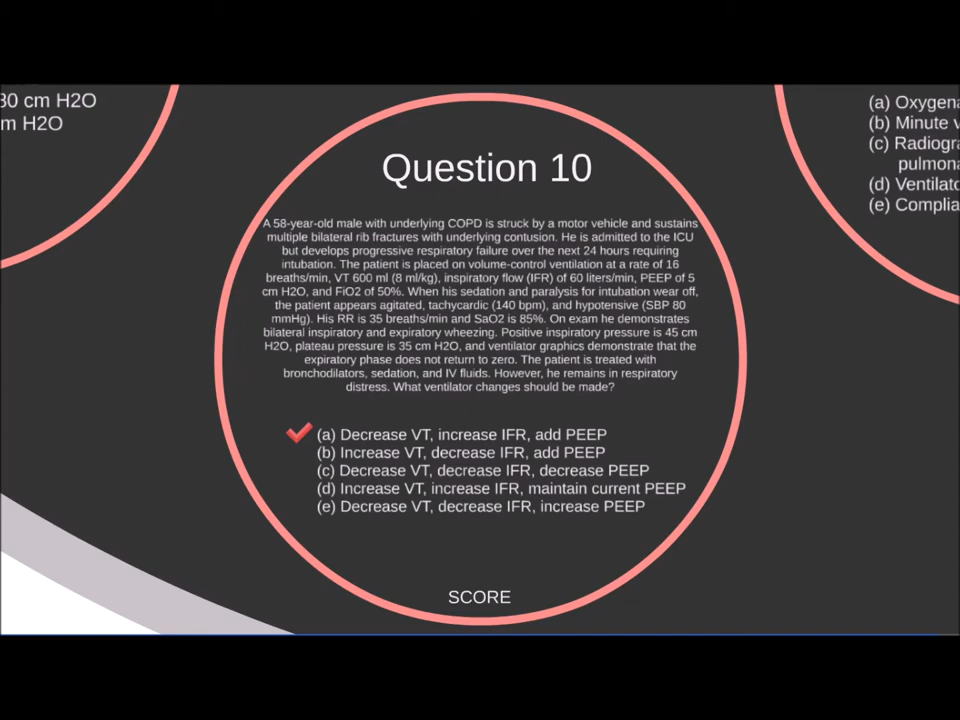 30 cm H2O
m H2O
Question 10
A 58-year-old male with underlying COPD is struck by a motor vehicle and sustains
multiple bilateral rib fractures with underlying contusion. He is admitted to the ICU
but develops progressive respiratory failure over the next 24 hours requiring
intubation. The patient is placed on volume-control ventilation at a rate of 16
breaths/min, VT 600 ml (8 ml/kg), inspiratory flow (IFR) of 60 liters/min, PEEP of 5
cm H2O, and FiO2 of 50%. When his sedation and paralysis for intubation wear off,
the patient appears agitated, tachycardic (140 bpm), and hypotensive (SBP 80
mmHg). His RR is 35 breaths/min and SaO2 is 85%. On exam he demonstrates
bilateral inspiratory and expiratory wheezing. Positive inspiratory pressure is 45 cm
H2O, plateau pressure is 35 cm H2O, and ventilator graphics demonstrate that the
expiratory phase does not return to zero. The patient is treated with
bronchodilators, sedation, and IV fluids. However, he remains in respiratory
distress. What ventilator changes should be made?
(a) Decrease VT, increase IFR, add PEEP
(b) Increase VT, decrease IFR, add PEEP
(c) Decrease VT, decrease IFR, decrease PEEP
(d) Increase VT, increase IFR, maintain current PEEP
(e) Decrease VT, decrease IFR, increase PEEP
SCORE
(a) Oxygena
(b) Minute v
(c) Radiogra
pulmona
(d) Ventilato
(e) Complia